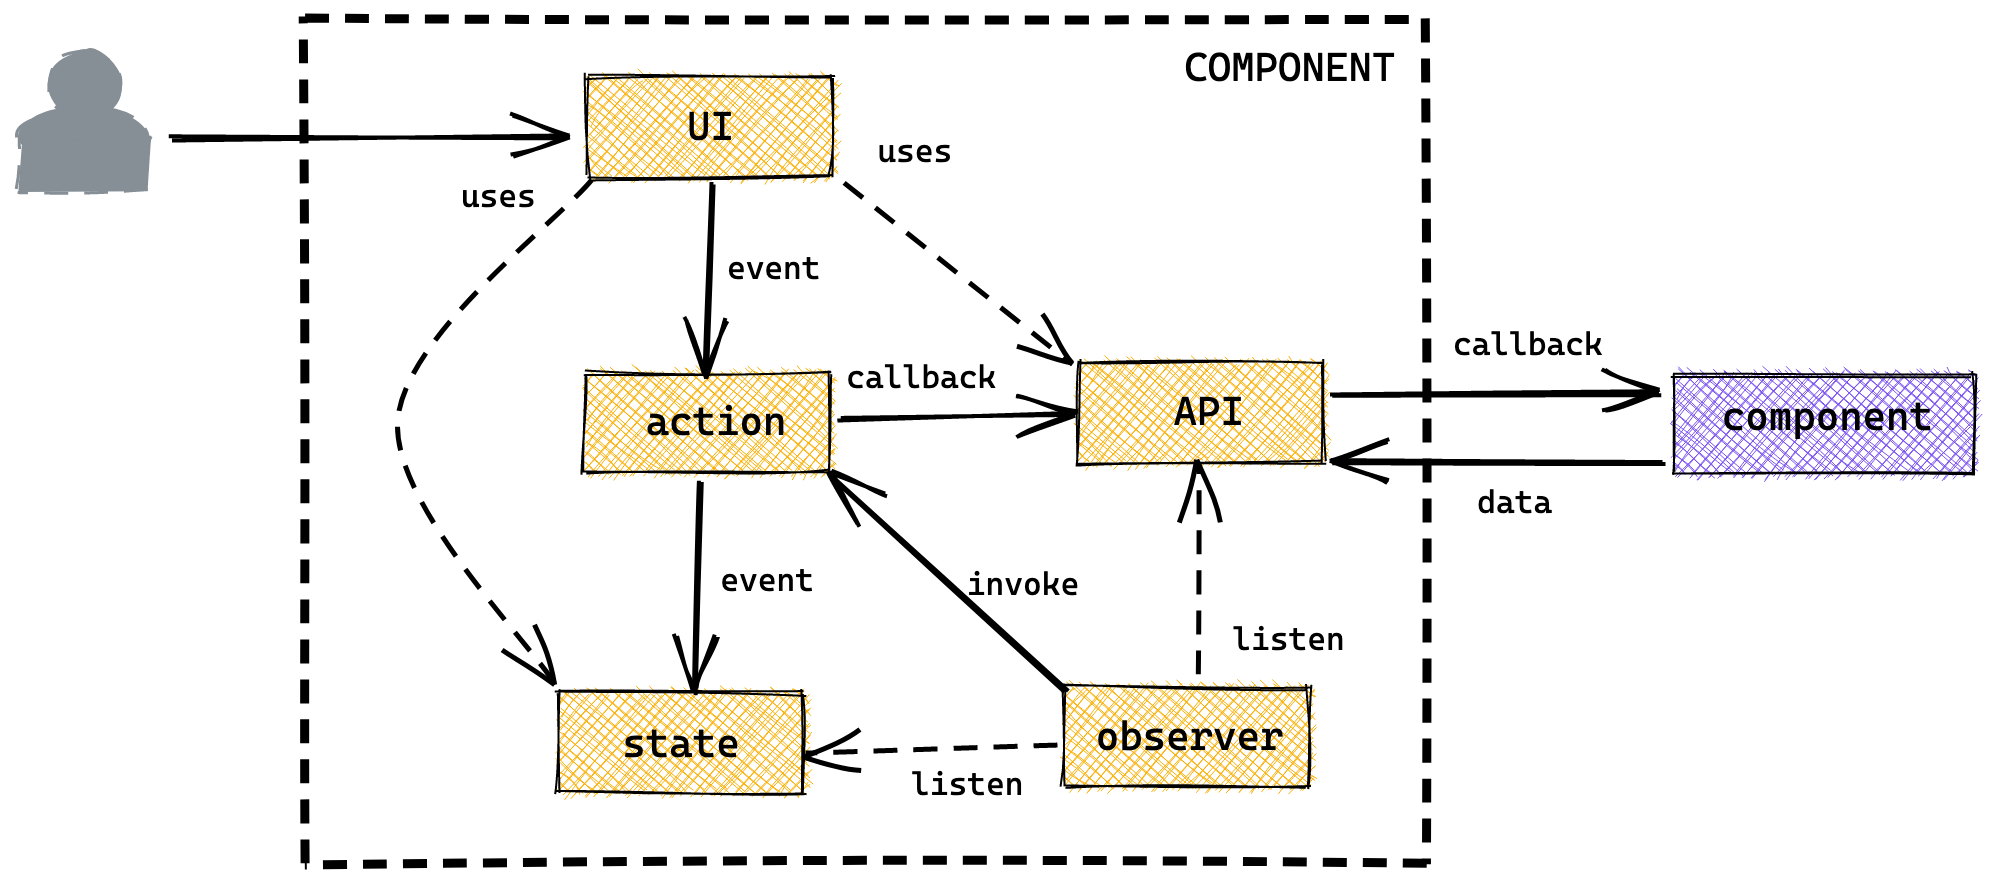 COMPONENT
UI
uses
uses
event
callback
callback
action
API
component
data
event
invoke
listen
state
observer
listen